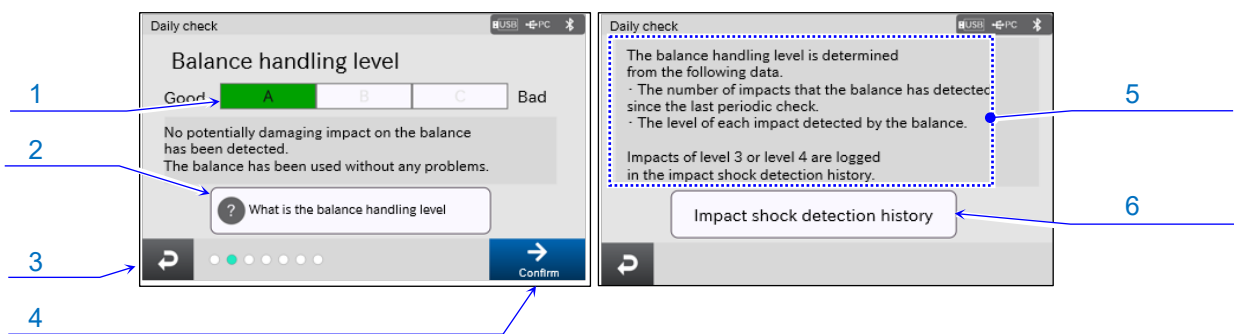 Daily check
USB PC
Balance handling level
1
Good A B C Bad
No potentially damaging impact on the balance
has been detected.
2
The balance has been used without any problems.
? What is the balance handling level
3
Confirm
4
Daily check
USB PC
The balance handling level is determined
from the following data.
· The number of impacts that the balance has detected
since the last periodic check.
· The level of each impact detected by the balance.
5
Impacts of level 3 or level 4 are logged
in the impact shock detection history.
Impact shock detection history
6